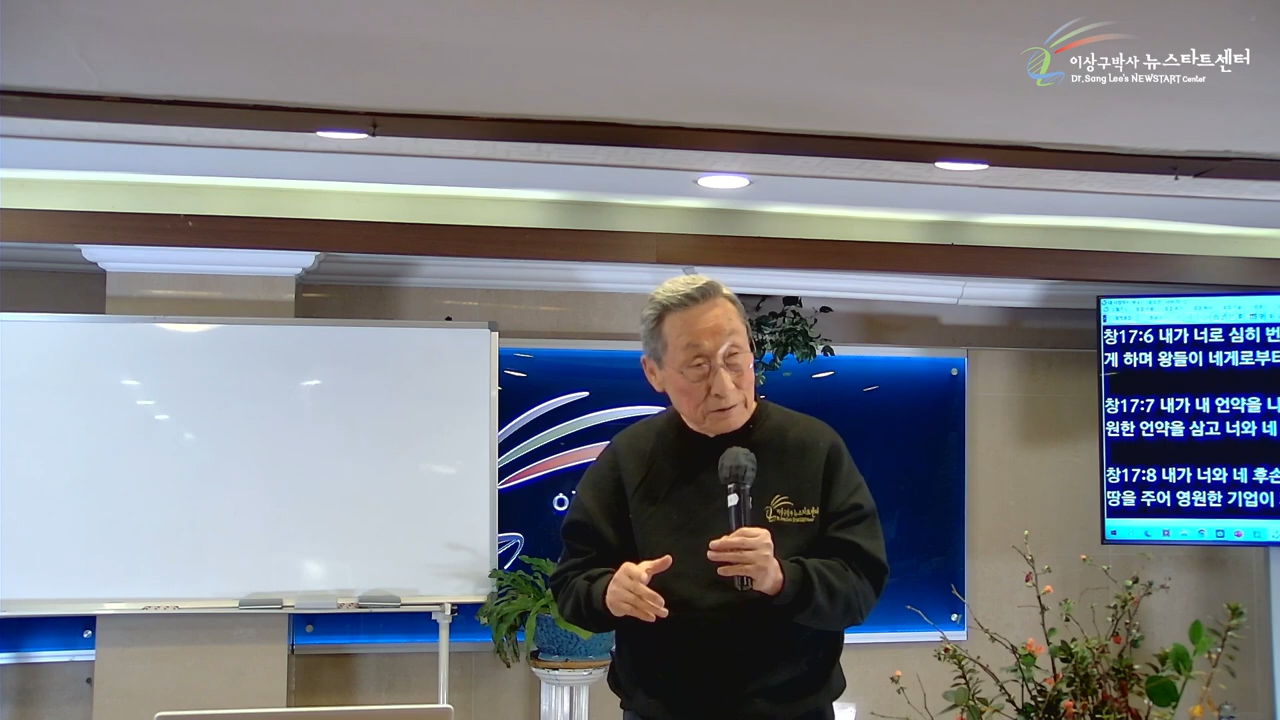 이상구박사 뉴스타트센터
Dr.Sang Lee's NEWSTART Center
창17:6 내가 너로 심히 번
게 하며 왕들이 네게로부터
창17:7 내가 내 언약을 나
원한 언약을 삼고 너와 네
창17:8 내가 너와 네 후손
땅을 주어 영원한 기업이